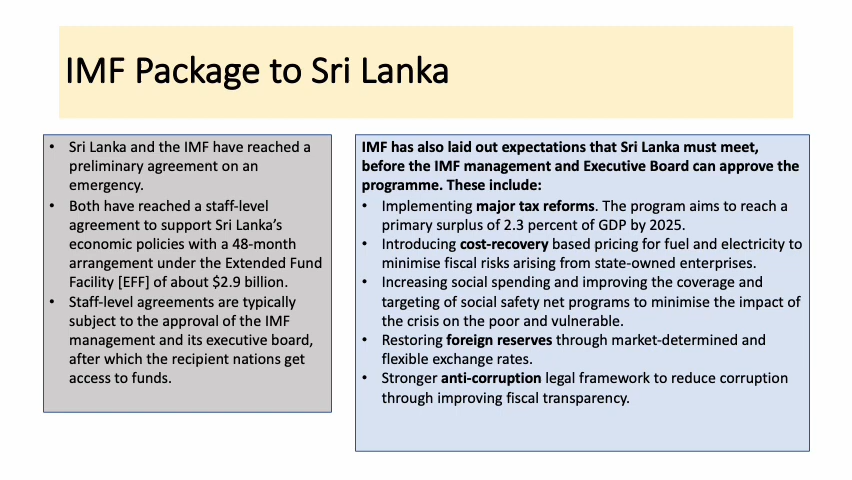 IMF Package to Sri Lanka
• Sri Lanka and the IMF have reached a
preliminary agreement on an
emergency.
• Both have reached a staff-level
agreement to support Sri Lanka's
economic policies with a 48-month
arrangement under the Extended Fund
Facility [EFF] of about $2.9 billion.
• Staff-level agreements are typically
subject to the approval of the IMF
management and its executive board,
after which the recipient nations get
access to funds.
IMF has also laid out expectations that Sri Lanka must meet,
before the IMF management and Executive Board can approve the
programme. These include:
• Implementing major tax reforms. The program aims to reach a
primary surplus of 2.3 percent of GDP by 2025.
• Introducing cost-recovery based pricing for fuel and electricity to
minimise fiscal risks arising from state-owned enterprises.
• Increasing social spending and improving the coverage and
targeting of social safety net programs to minimise the impact of
the crisis on the poor and vulnerable.
• Restoring foreign reserves through market-determined and
flexible exchange rates.
• Stronger anti-corruption legal framework to reduce corruption
through improving fiscal transparency.